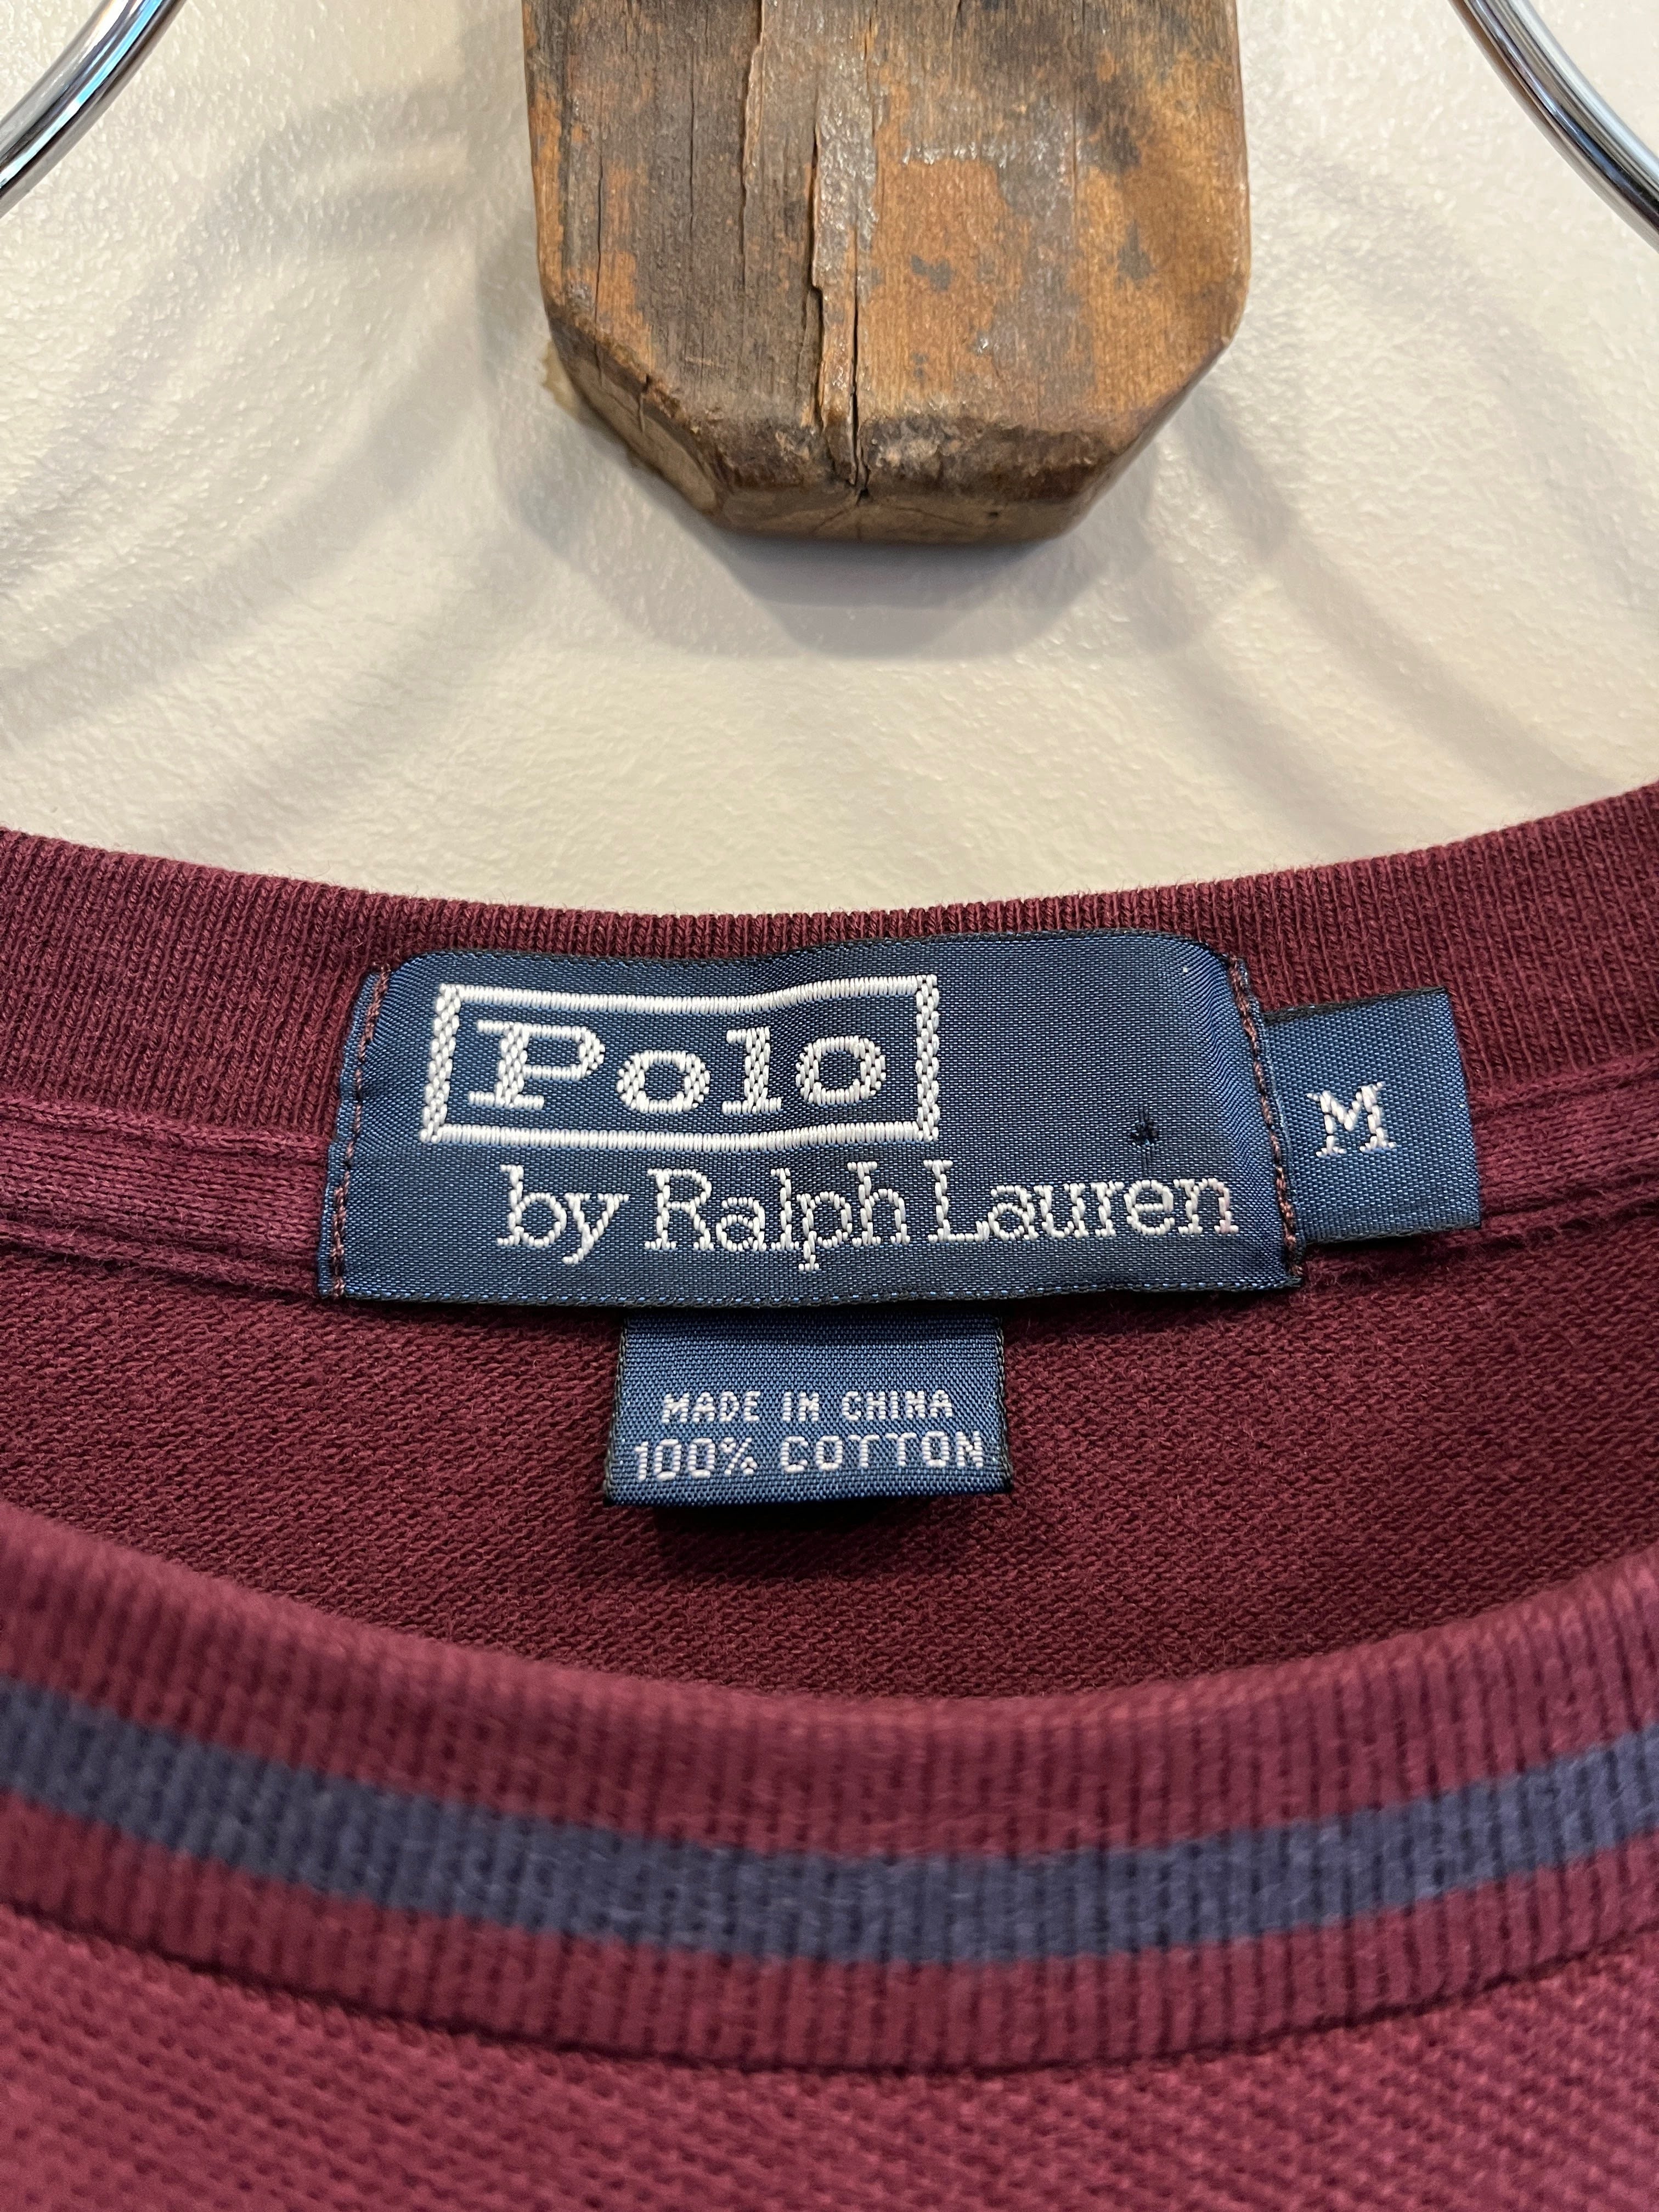 Polo
by Ralph Lauren
M
MADE IN CHINA
100% COTTON